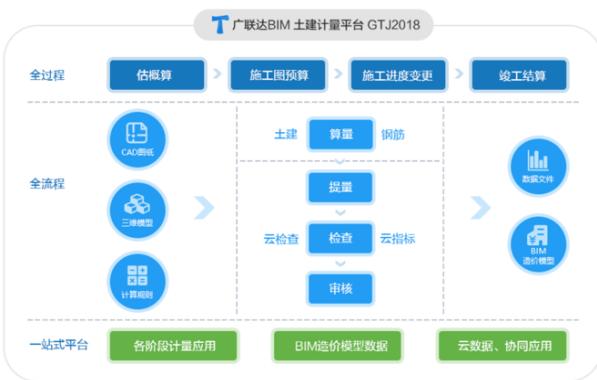 广联达BIM 土建计量平台 GTJ2018
全过程 估概算 施工图预算 施工进度变更 竣工结算
全流程
CAD图纸
三维模型
计算规则
土建 算量 钢筋
提量
云检查 检查 云指标
审核
数据文件
BIM
造价模型
一站式平台 各阶段计量应用 BIM造价模型数据 云数据、协同应用